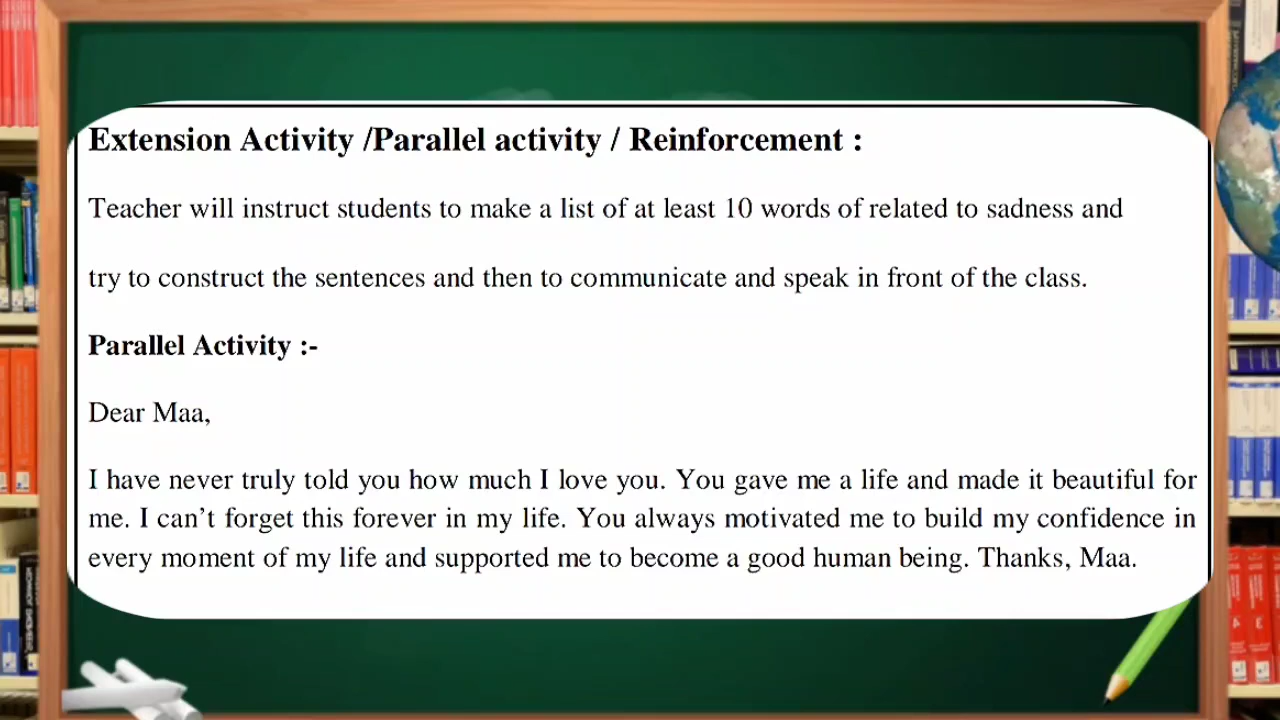 Extension Activity /Parallel activity / Reinforcement :
Teacher will instruct students to make a list of at least 10 words of related to sadness and
try to construct the sentences and then to communicate and speak in front of the class.
Parallel Activity :-
Dear Maa,
I have never truly told you how much I love you. You gave me a life and made it beautiful for
me. I can’t forget this forever in my life. You always motivated me to build my confidence in
every moment of my life and supported me to become a good human being. Thanks, Maa.